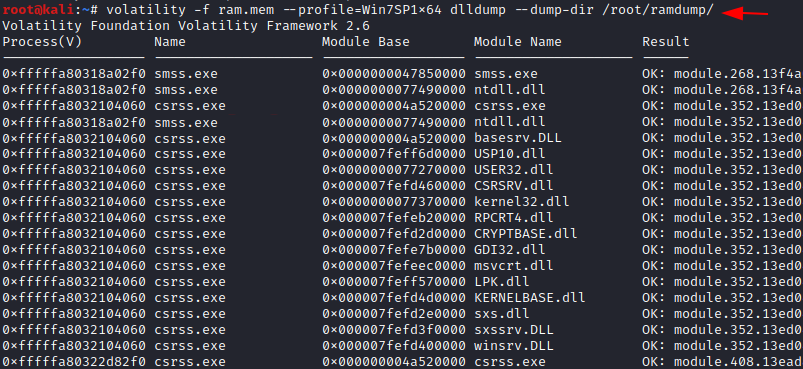 root@kali:~# volatility -f ram.mem --profile=Win7SP1×64 dlldump --dump-dir /root/ramdump/
Volatility Foundation Volatility Framework 2.6
Process(V) Name Module Base Module Name Result
------------------ -------------------- ------------------ -------------------- ------
0×fffffa80318a02f0 smss.exe 0×0000000047850000 smss.exe OK: module.268.13f4a
0×fffffa80318a02f0 smss.exe 0×0000000077490000 ntdll.dll OK: module.268.13f4a
0×fffffa8032104060 csrss.exe 0×000000004a520000 csrss.exe OK: module.352.13ed0
0×fffffa80318a02f0 smss.exe 0×0000000077490000 ntdll.dll OK: module.352.13ed0
0×fffffa8032104060 csrss.exe 0×000000004a520000 basesrv.DLL OK: module.352.13ed0
0×fffffa8032104060 csrss.exe 0×000007feff6d0000 USP10.dll OK: module.352.13ed0
0×fffffa8032104060 csrss.exe 0×0000000077270000 USER32.dll OK: module.352.13ed0
0×fffffa8032104060 csrss.exe 0×000007fefd460000 CSRSRV.dll OK: module.352.13ed0
0×fffffa8032104060 csrss.exe 0×0000000077370000 kernel32.dll OK: module.352.13ed0
0×fffffa8032104060 csrss.exe 0×000007fefeb20000 RPCRT4.dll OK: module.352.13ed0
0×fffffa8032104060 csrss.exe 0×000007fefd2d0000 CRYPTBASE.dll OK: module.352.13ed0
0×fffffa8032104060 csrss.exe 0×000007fefe7b0000 GDI32.dll OK: module.352.13ed0
0×fffffa8032104060 csrss.exe 0×000007fefeec0000 msvcrt.dll OK: module.352.13ed0
0×fffffa8032104060 csrss.exe 0×000007feff570000 LPK.dll OK: module.352.13ed0
0×fffffa8032104060 csrss.exe 0×000007fefd4d0000 KERNELBASE.dll OK: module.352.13ed0
0×fffffa8032104060 csrss.exe 0×000007fefd2e0000 sxs.dll OK: module.352.13ed0
0×fffffa8032104060 csrss.exe 0×000007fefd3f0000 sxssrv.DLL OK: module.352.13ed0
0×fffffa8032104060 csrss.exe 0×000007fefd400000 winsrv.DLL OK: module.352.13ed0
0×fffffa80322d82f0 csrss.exe 0×000000004a520000 csrss.exe OK: module.408.13ead